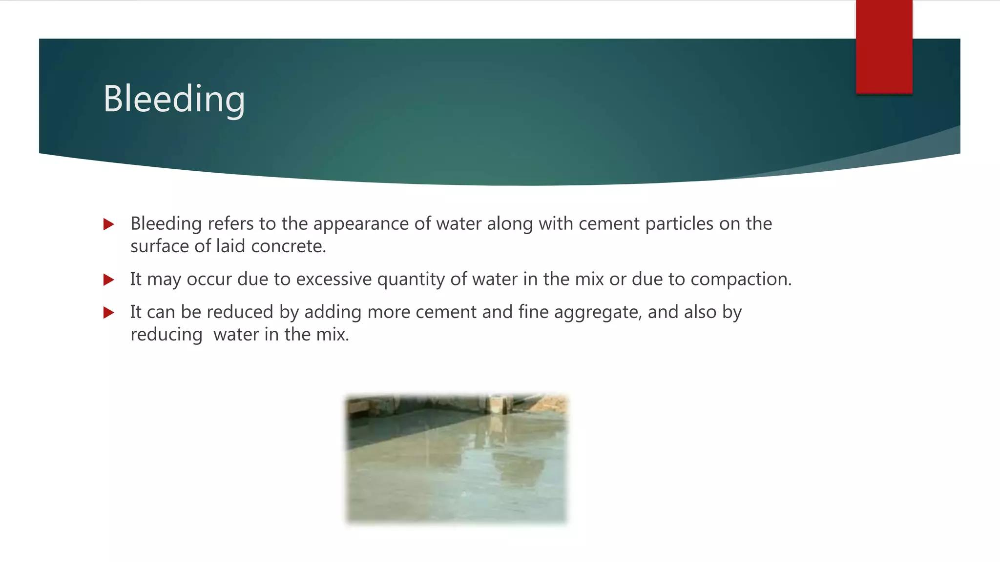 Bleeding
Bleeding refers to the appearance of water along with cement particles on the
surface of laid concrete.
It may occur due to excessive quantity of water in the mix or due to compaction.
It can be reduced by adding more cement and fine aggregate, and also by
reducing  water in the mix.